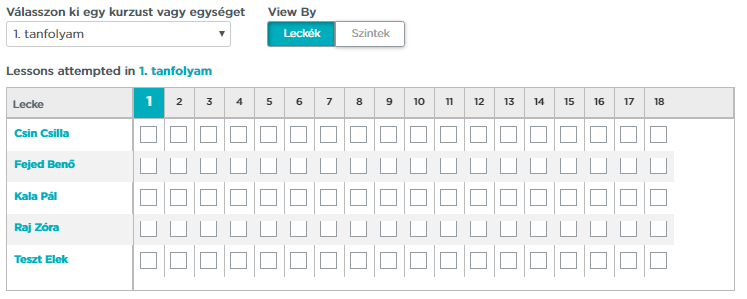 Válasszon ki egy kurzust vagy egységet View By
1. tanfolyam Leckék Szintek
Lessons attempted in 1. tanfolyam
Lecke 1 2 3 4 5 6 7 8 9 10 11 12 13 14 15 16 17 18
Csin Csilla
Fejed Benő
Kala Pál
Raj Zóra
Teszt Elek